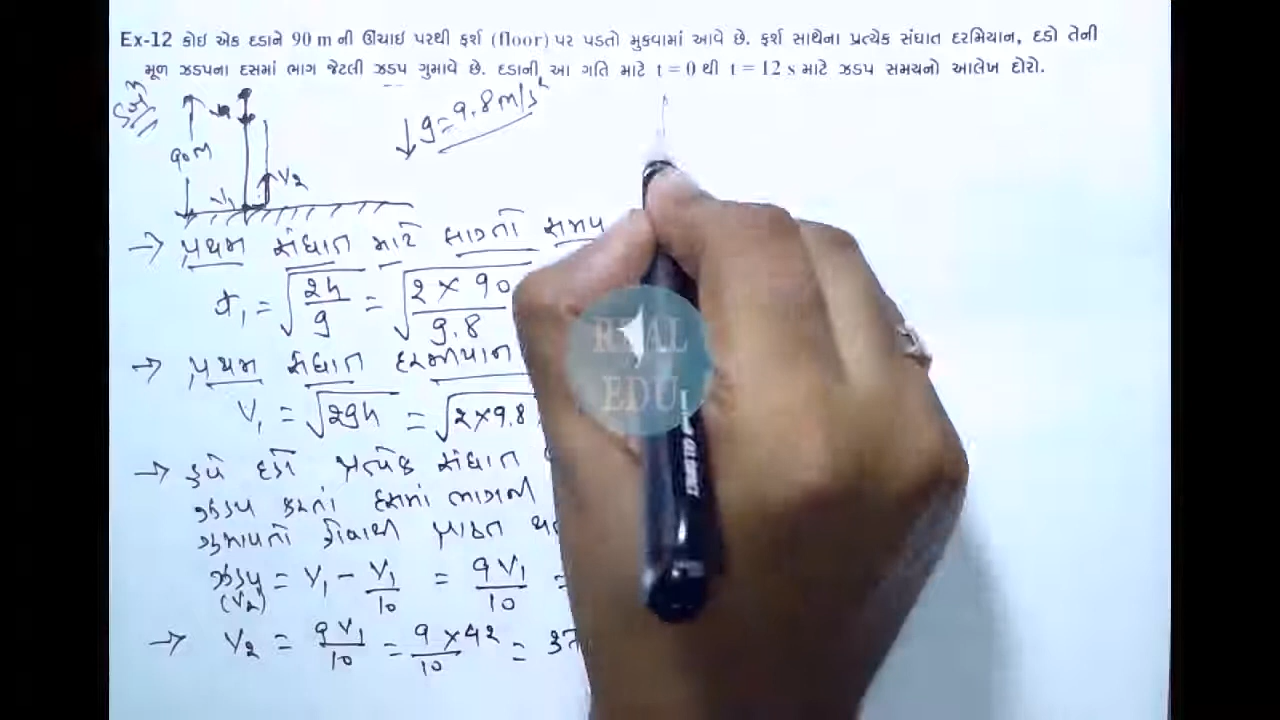 Ex-12 કોઇ એક દડાને 90 m ની ઊંચાઇ પરથી ફર્શ (floor) પર પડતો મુકવામાં આવે છે. ફર્શ સાથેના પ્રત્યેક સંઘાત દરમિયાન, દડો તેની
મૂળ ઝડપના દસમાં ભાગ જેટલી ઝડપ ગુમાવે છે. દડાની આ ગતિ માટે t = 0 થી t = 12 s માટે ઝડપ સમયનો આલેખ દોરો.
↓ g = 9.8 m/s²
90 m
V2
→ પ્રથમ સંઘાત માટે લાગતો સમય
t₁ = √(2h/g) = √(2 × 90/9.8)
→ પ્રથમ સંઘાત દરમ્યાન
V₁ = √2gh = √2×9.8
→ હવે દડો પ્રત્યેક સંઘાત
ઝડપ કરતાં દસમાં ભાગની
ગુમાવતો હોવાથી પ્રાપ્ત
ઝડપ (V2) = V₁ − V₁/10 = 9V₁/10 =
→ V2 = 9V₁/10 = 9/10 × 42 = 37
REAL
EDU